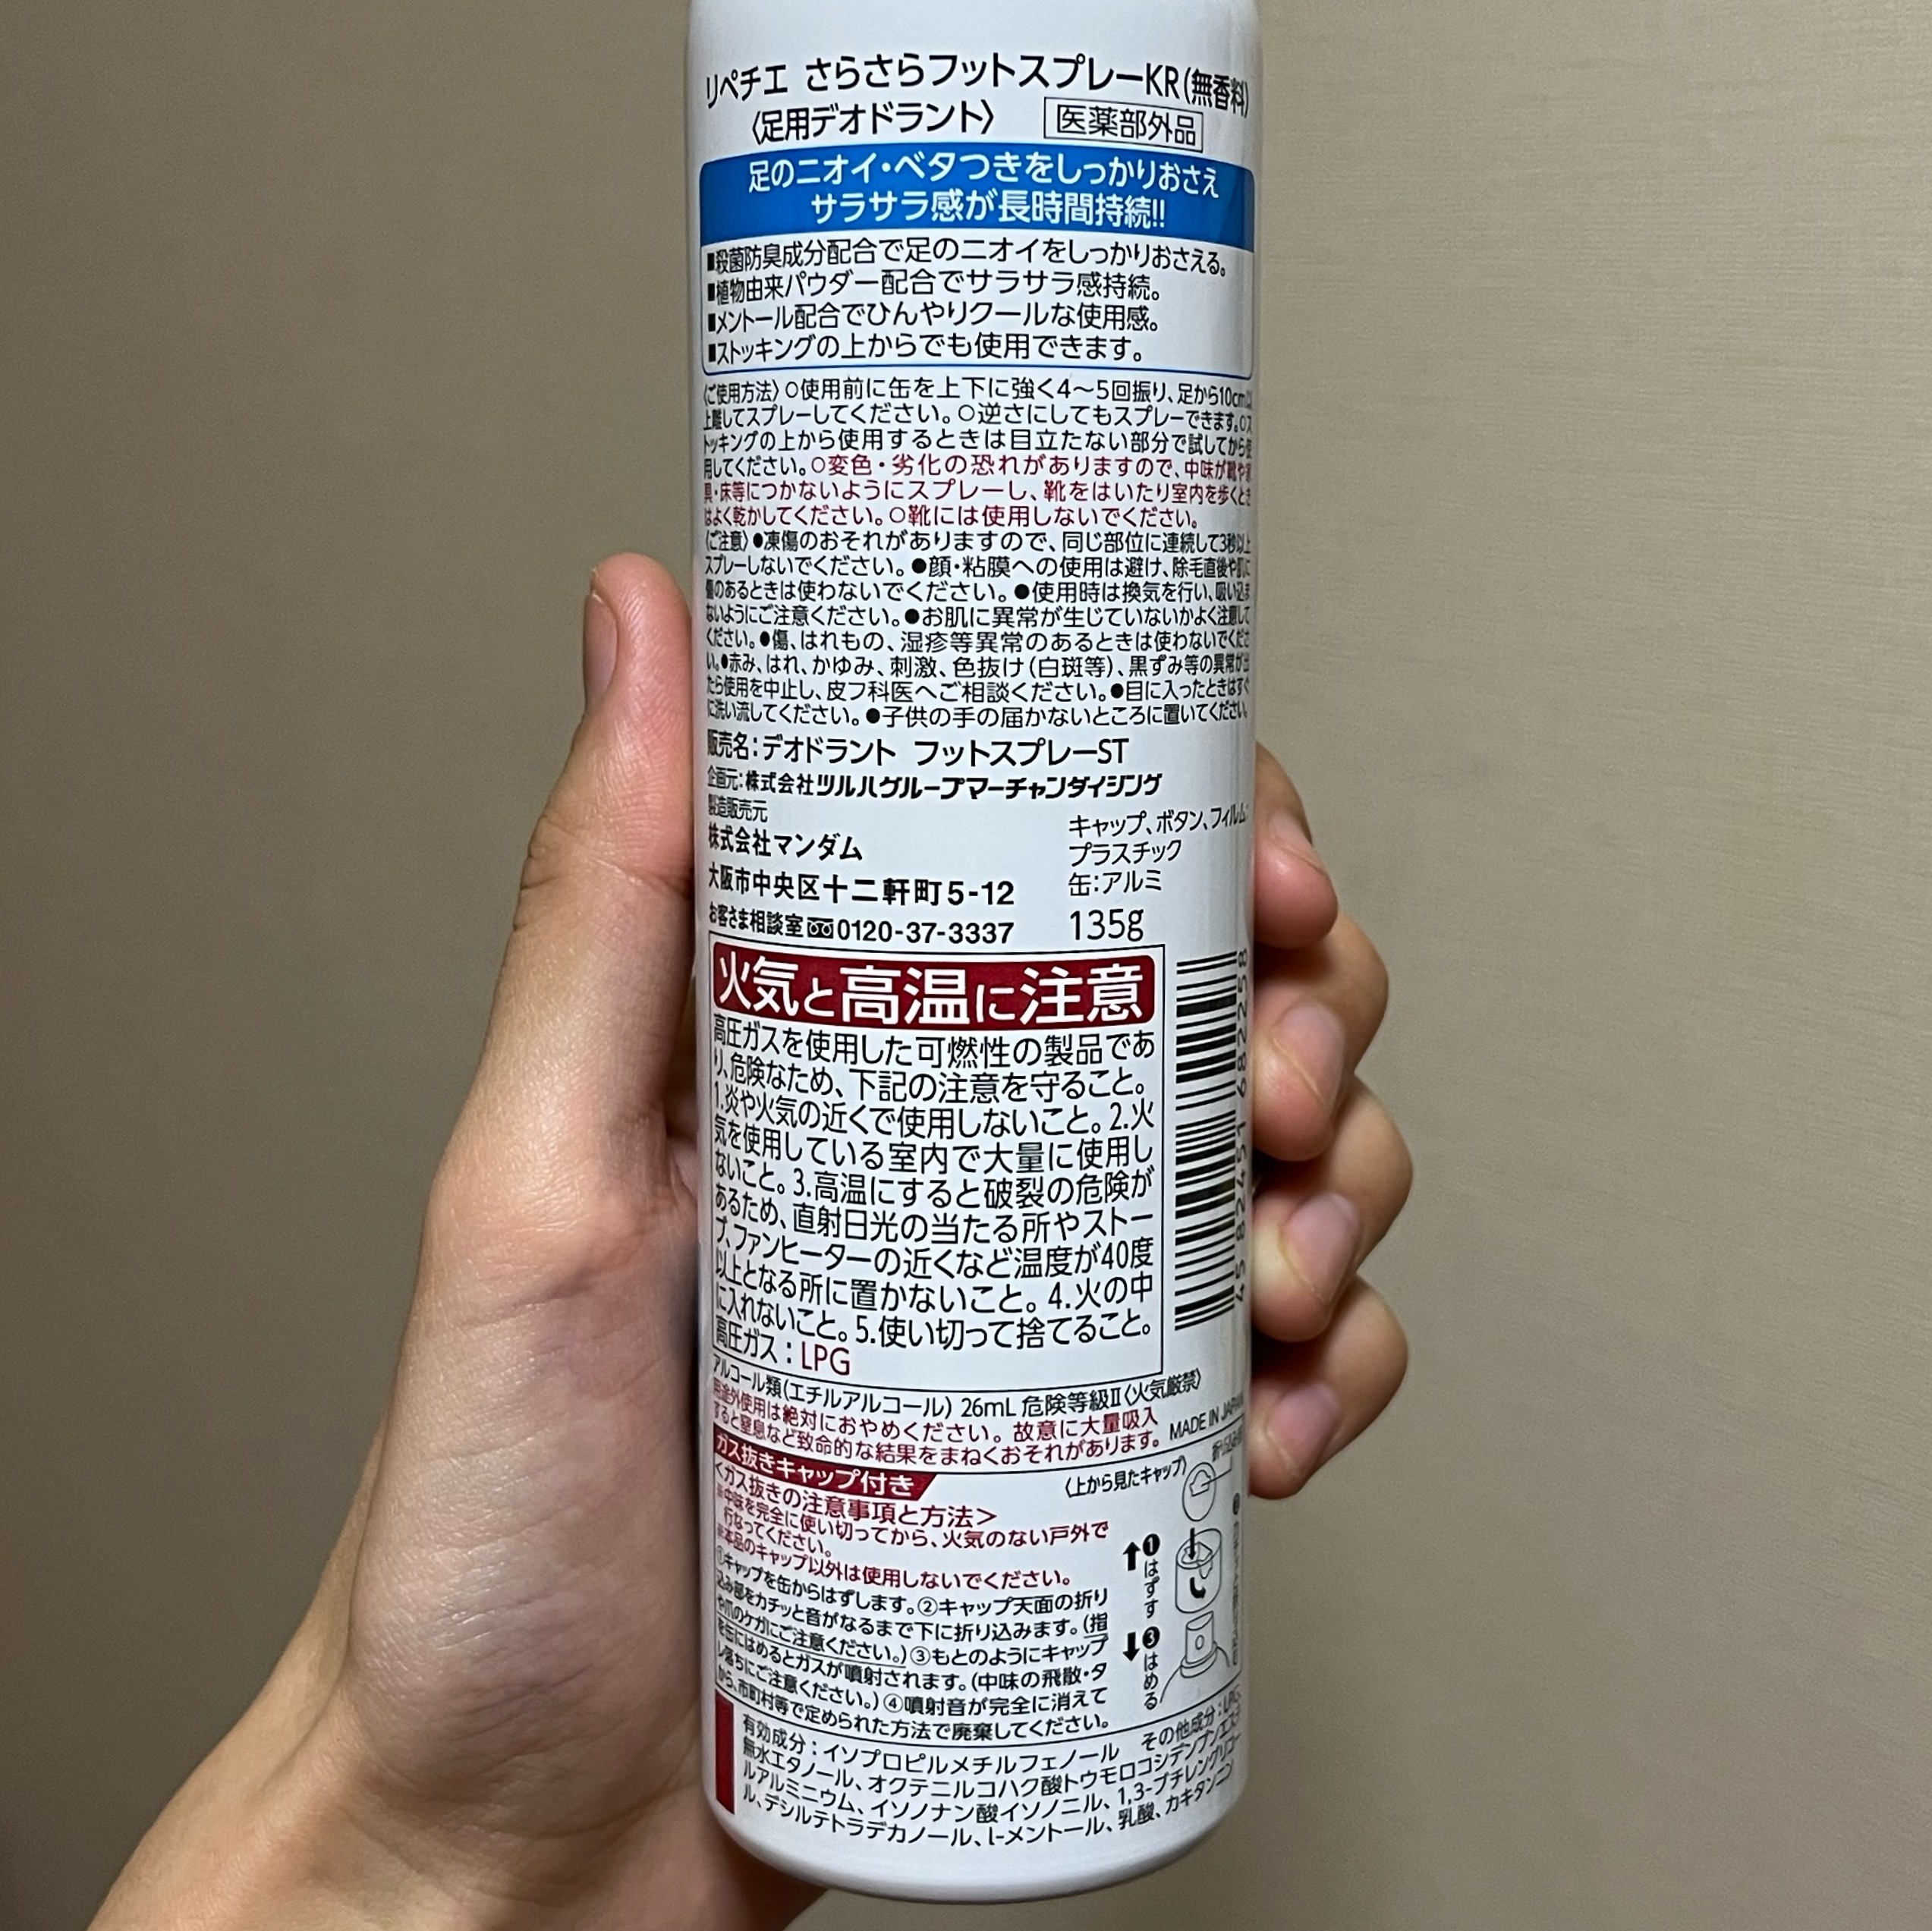 リペチエ さらさらフットスプレーKR(無香料)
〈足用デオドラント〉 医薬部外品
足のニオイ・ベタつきをしっかりおさえ
サラサラ感が長時間持続!!
■殺菌防臭成分配合で足のニオイをしっかりおさえる。
■植物由来パウダー配合でサラサラ感持続。
■メントール配合でひんやりクールな使用感。
■ストッキングの上からでも使用できます。
〈ご使用方法〉○使用前に缶を上下に強く4〜5回振り、足から10cm以
上離してスプレーしてください。○逆さにしてもスプレーできます。○ス
トッキングの上から使用するときは目立たない部分で試してから使
用してください。○変色・劣化の恐れがありますので、中味が靴や家
具・床等につかないようにスプレーし、靴をはいたり室内を歩くとき
はよく乾かしてください。○靴には使用しないでください。
〈ご注意〉●凍傷のおそれがありますので、同じ部位に連続して3秒以上
スプレーしないでください。●顔・粘膜への使用は避け、除毛直後や肌に
傷のあるときは使わないでください。●使用時は換気を行い、吸い込ま
ないようにご注意ください。●お肌に異常が生じていないかよく注意して
ください。●傷、はれもの、湿疹等異常のあるときは使わないでくださ
い。●赤み、はれ、かゆみ、刺激、色抜け(白斑等)、黒ずみ等の異常が出
たら使用を中止し、皮フ科医へご相談ください。●目に入ったときはすぐ
に洗い流してください。●子供の手の届かないところに置いてください。
販売名:デオドラント フットスプレーST
企画元:株式会社ツルハグループマーチャンダイジング
製造販売元
株式会社マンダム
大阪市中央区十二軒町5-12
お客さま相談室 0120-37-3337
キャップ、ボタン、フィルム:
プラスチック
缶:アルミ
135g
45 82451 682258
火気と高温に注意
高圧ガスを使用した可燃性の製品であ
り、危険なため、下記の注意を守ること。
1.炎や火気の近くで使用しないこと。2.火
気を使用している室内で大量に使用し
ないこと。3.高温にすると破裂の危険が
あるため、直射日光の当たる所やストー
ブ、ファンヒーターの近くなど温度が40度
以上となる所に置かないこと。4.火の中
に入れないこと。5.使い切って捨てること。
高圧ガス:LPG
アルコール類(エチルアルコール) 26mL 危険等級Ⅱ〈火気厳禁〉
用途外使用は絶対におやめください。故意に大量吸入
すると窒息など致命的な結果をまねくおそれがあります。
MADE IN JAPAN
ガス抜きキャップ付き
<ガス抜きの注意事項と方法>
※中味を完全に使い切ってから、火気のない戸外で
行なってください。
※本品のキャップ以外は使用しないでください。
①キャップを缶からはずします。②キャップ天面の折り
込み部をカチッと音がなるまで下に折り込みます。(指
や爪のケガにご注意ください。)③もとのようにキャップ
を缶にはめるとガスが噴射されます。(中味の飛散・タ
レ落ちにご注意ください。)④噴射音が完全に消えて
から、市町村等で定められた方法で廃棄してください。
〈上から見たキャップ〉
❶はずす
❸はめる
有効成分:イソプロピルメチルフェノール その他成分:LPG、
無水エタノール、オクテニルコハク酸トウモロコシデンプンエステ
ルアルミニウム、イソノナン酸イソノニル、1,3-ブチレングリコー
ル、デシルテトラデカノール、l-メントール、乳酸、カキタンニン